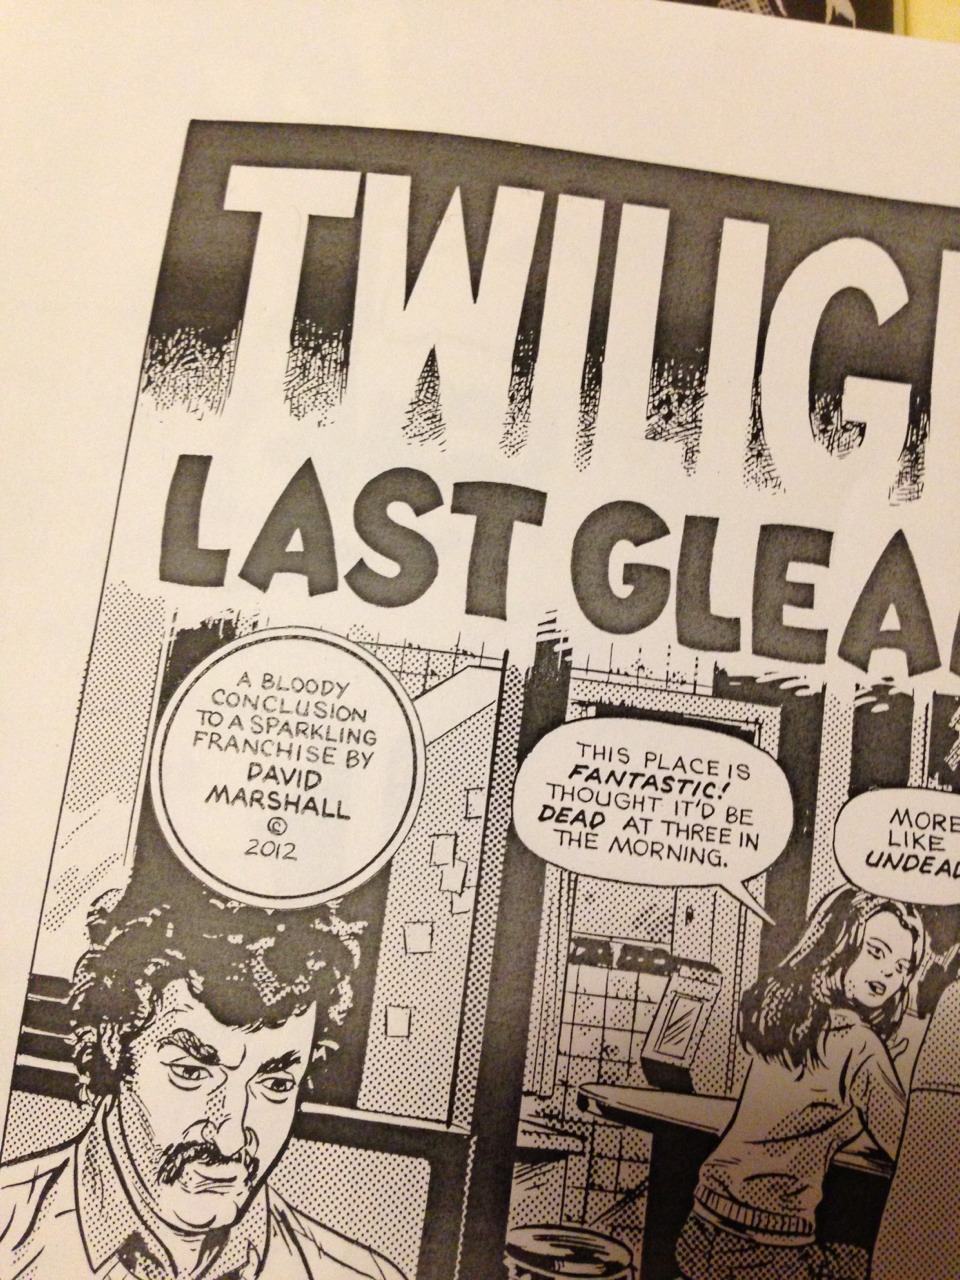 TWILIG
LAST GLEA
A BLOODY
CONCLUSION
TO A SPARKLING
FRANCHISE BY
DAVID
MARSHALL
©
2012
THIS PLACE IS
FANTASTIC!
THOUGHT IT'D BE
DEAD AT THREE IN
THE MORNING.
MORE
LIKE
UNDEAD